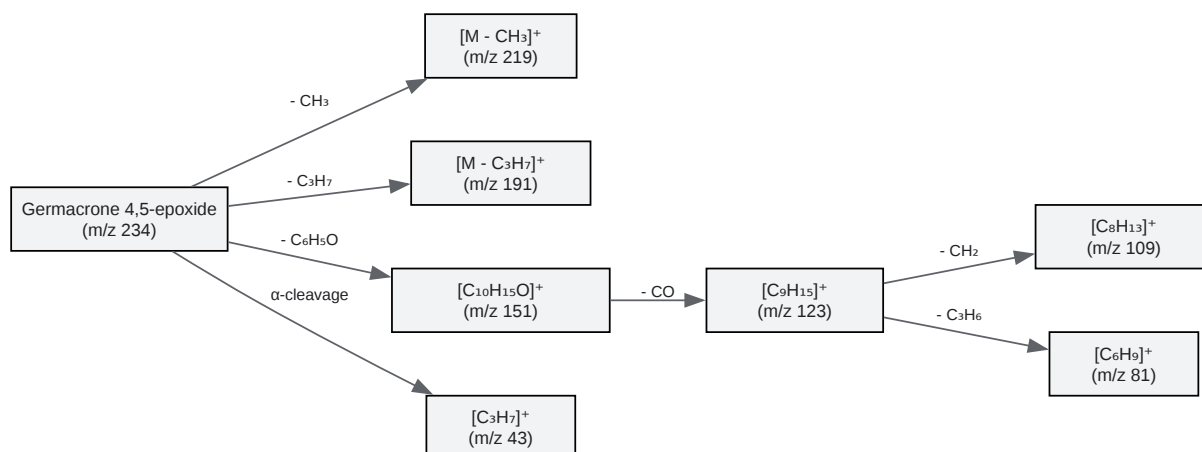 [M - CH₃]⁺
(m/z 219)
- CH₃
[M - C₃H₇]⁺
(m/z 191)
- C₃H₇
Germacrone 4,5-epoxide
(m/z 234)
- C₆H₅O
[C₁₀H₁₅O]⁺
(m/z 151)
- CO
[C₉H₁₅]⁺
(m/z 123)
- CH₂
[C₈H₁₃]⁺
(m/z 109)
- C₃H₆
[C₆H₉]⁺
(m/z 81)
α-cleavage
[C₃H₇]⁺
(m/z 43)